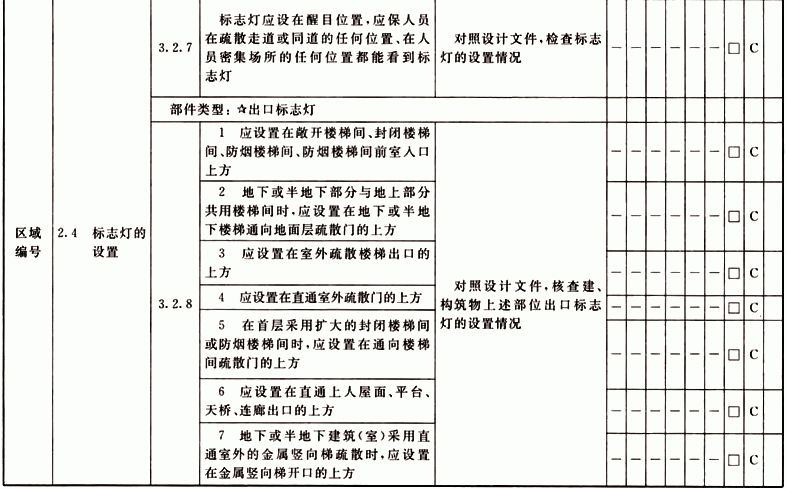 标志灯应设在醒目位置,应保人员
在疏散走道或同道的任何位置、在人
员密集场所的任何位置都能看到标
志灯
3.2.7
对照设计文件,检查标志
灯的设置情况
— — — — — — □ C
部件类型:☆出口标志灯
区域
编号
2.4 标志灯的
设置
3.2.8
1 应设置在敞开楼梯间、封闭楼梯
间、防烟楼梯间、防烟楼梯间前室入口
上方
— — — — — — □ C
2 地下或半地下部分与地上部分
共用楼梯间时,应设置在地下或半地
下楼梯通向地面层疏散门的上方
— — — — — — □ C
3 应设置在室外疏散楼梯出口的
上方
— — — — — — □ C
4 应设置在直通室外疏散门的上方
— — — — — — □ C
5 在首层采用扩大的封闭楼梯间
或防烟楼梯间时,应设置在通向楼梯
间疏散门的上方
— — — — — — □ C
6 应设置在直通上人屋面、平台、
天桥、连廊出口的上方
— — — — — — □ C
7 地下或半地下建筑(室)采用直
通室外的金属竖向梯疏散时,应设置
在金属竖向梯开口的上方
— — — — — — □ C
对照设计文件,核查建、
构筑物上述部位出口标志
灯的设置情况